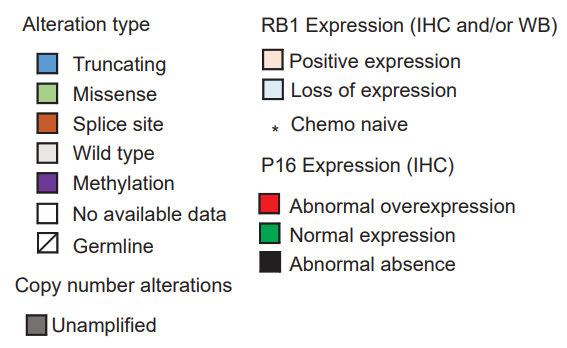 Alteration type
Truncating
Missense
Splice site
Wild type
Methylation
No available data
Germline
Copy number alterations
Unamplified
RB1 Expression (IHC and/or WB)
Positive expression
Loss of expression
* Chemo naive
P16 Expression (IHC)
Abnormal overexpression
Normal expression
Abnormal absence